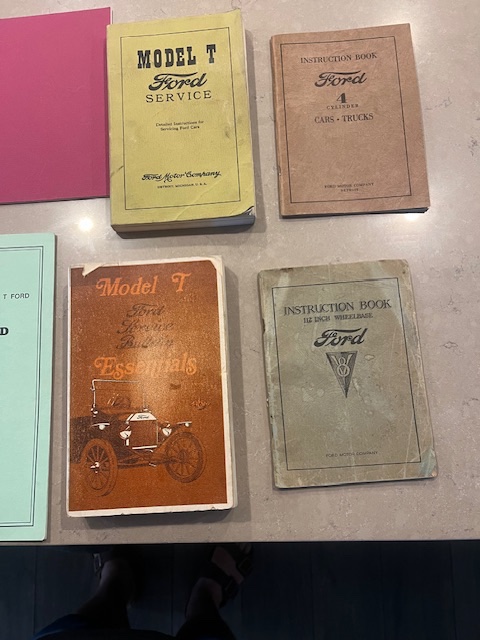 MODEL T
Ford
SERVICE
Detailed Instructions for
Servicing Ford Cars
Ford Motor Company
DETROIT, MICHIGAN, U.S.A.
INSTRUCTION BOOK
Ford
4
CYLINDER
CARS • TRUCKS
FORD MOTOR COMPANY
DETROIT
T FORD
D
Model T
Ford
Service
Bulletin
Essentials
Ford
INSTRUCTION BOOK
112 INCH WHEELBASE
Ford
V8
FORD MOTOR COMPANY